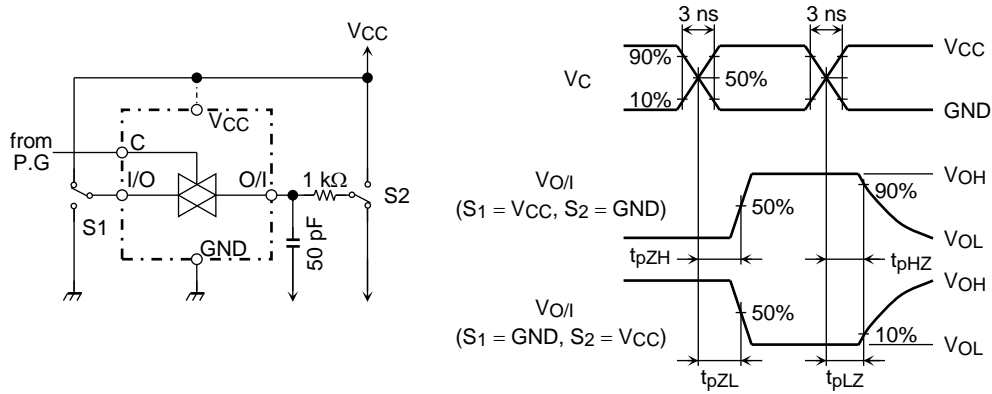 VCC
VCC
from
P.G
C
I/O
O/I
1 kΩ
S1
S2
GND
50 pF
3 ns
3 ns
VC
90%
10%
50%
VCC
GND
VO/I
(S1 = VCC, S2 = GND)
50%
90%
VOH
VOL
tpZH
tpHZ
VO/I
(S1 = GND, S2 = VCC)
50%
10%
VOH
VOL
tpZL
tpLZ